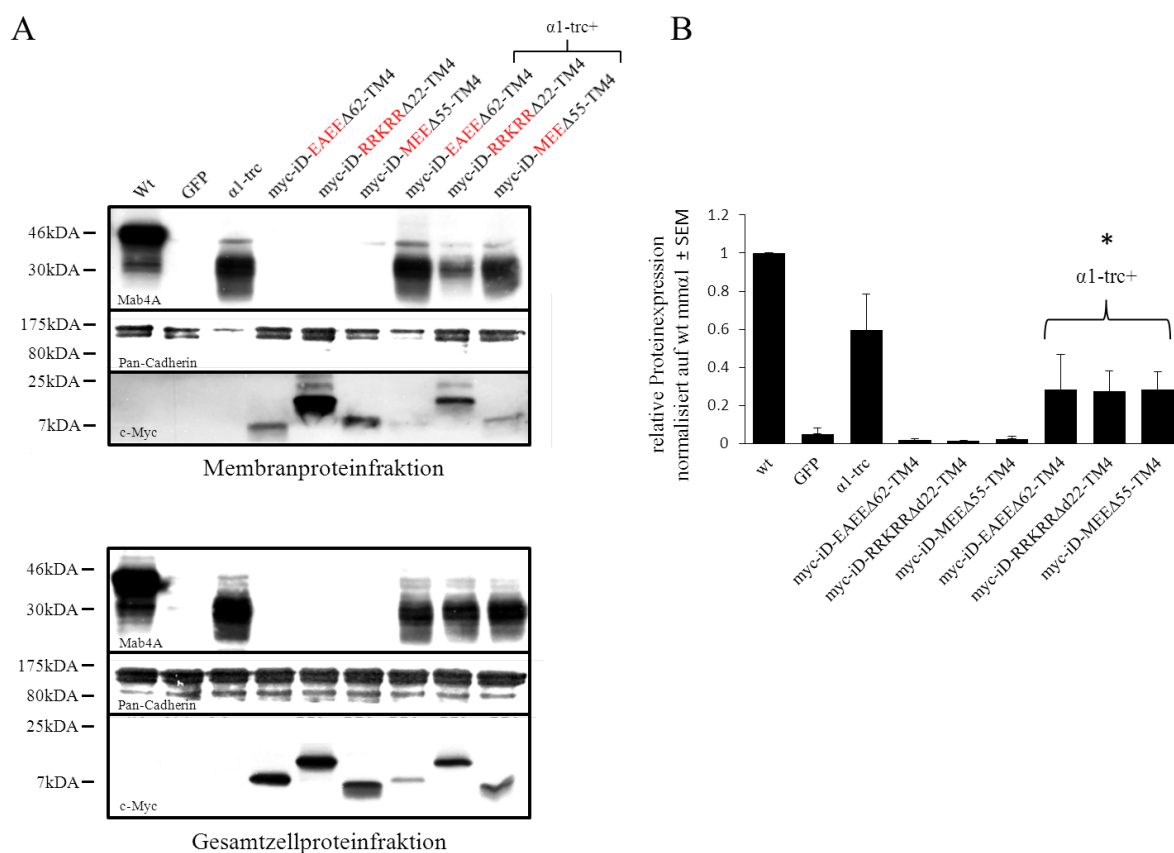 A
α1-trc+
Wt
GFP
α1-trc
myc-iD-EAEEΔ62-TM4
myc-iD-RRKRRΔ22-TM4
myc-iD-MEEΔ55-TM4
myc-iD-EAEEΔ62-TM4
myc-iD-RRKRRΔ22-TM4
myc-iD-MEEΔ55-TM4
46kDA
30kDA
Mab4A
175kDA
80kDA
Pan-Cadherin
25kDA
7kDA
c-Myc
Membranproteinfraktion
46kDA
30kDA
Mab4A
175kDA
80kDA
Pan-Cadherin
25kDA
7kDA
c-Myc
Gesamtzellproteinfraktion
B
relative Proteinexpression
normalisiert auf wt mmα1 ± SEM
1.2
1
0.8
0.6
0.4
0.2
0
*
α1-trc+
wt
GFP
α1-trc
myc-iD-EAEEΔ62-TM4
myc-iD-RRKRRΔd22-TM4
myc-iD-MEEΔ55-TM4
myc-iD-EAEEΔ62-TM4
myc-iD-RRKRRΔd22-TM4
myc-iD-MEEΔ55-TM4